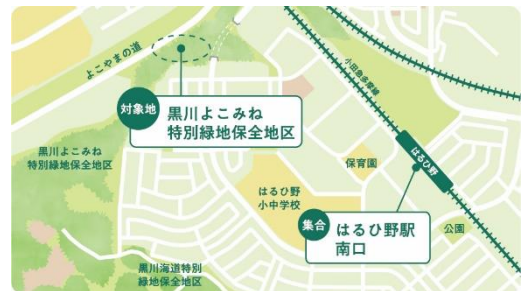 よこやまの道
対象地
黒川よこみね
特別緑地保全地区
小田急多摩線
黒川よこみね
特別緑地保全地区
はるひ野
保育園
はるひ野
小中学校
集合
はるひ野駅
南口
公園
黒川海道特別
緑地保全地区